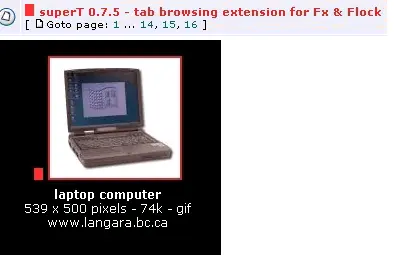 superT 0.7.5 - tab browsing extension for Fx & Flock
[ Goto page: 1 ... 14, 15, 16 ]
laptop computer
539 x 500 pixels - 74k - gif
www.langara.bc.ca